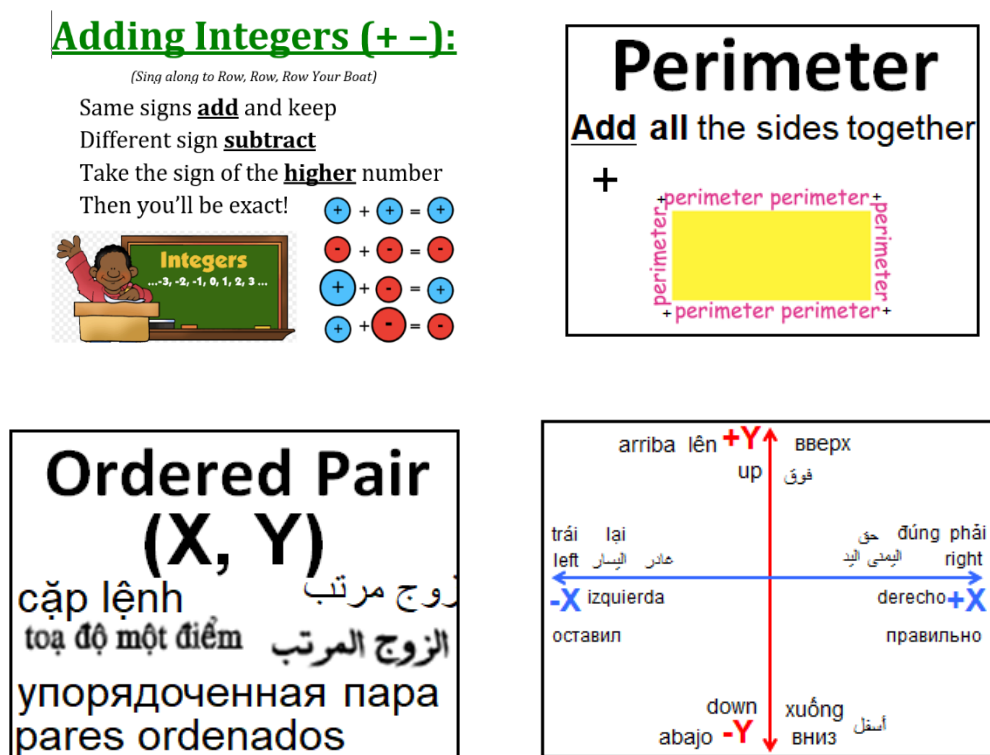 Adding Integers (+ –):
(Sing along to Row, Row, Row Your Boat)
Same signs add and keep
Different sign subtract
Take the sign of the higher number
Then you'll be exact!
+ + + = +
- + - = -
+ + - = +
+ + - = -
Integers
...-3, -2, -1, 0, 1, 2, 3 ...
Perimeter
Add all the sides together
+
+perimeter perimeter+
perimeter
perimeter
+perimeter perimeter+
Ordered Pair
(X, Y)
cặp lệnh زوج مرتب
toạ độ một điểm الزوج المرتب
упорядоченная пара
pares ordenados
arriba lên +Y вверх
up فوق
trái lại حق đúng phải
left غادر اليسار اليمنى اليد right
-X izquierda derecho +X
оставил правильно
down xuống أسفل
abajo -Y вниз